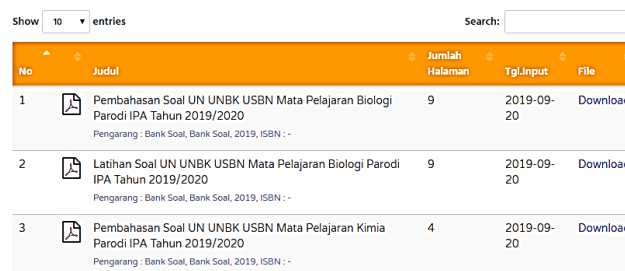 Show 10 entries Search:
No Judul Jumlah Halaman Tgl.Input File
1 Pembahasan Soal UN UNBK USBN Mata Pelajaran Biologi 9 2019-09- Download
Parodi IPA Tahun 2019/2020 20
Pengarang : Bank Soal, Bank Soal, 2019, ISBN : -
2 Latihan Soal UN UNBK USBN Mata Pelajaran Biologi Parodi 9 2019-09- Download
IPA Tahun 2019/2020 20
Pengarang : Bank Soal, Bank Soal, 2019, ISBN : -
3 Pembahasan Soal UN UNBK USBN Mata Pelajaran Kimia 4 2019-09- Download
Parodi IPA Tahun 2019/2020 20
Pengarang : Bank Soal, Bank Soal, 2019, ISBN : -